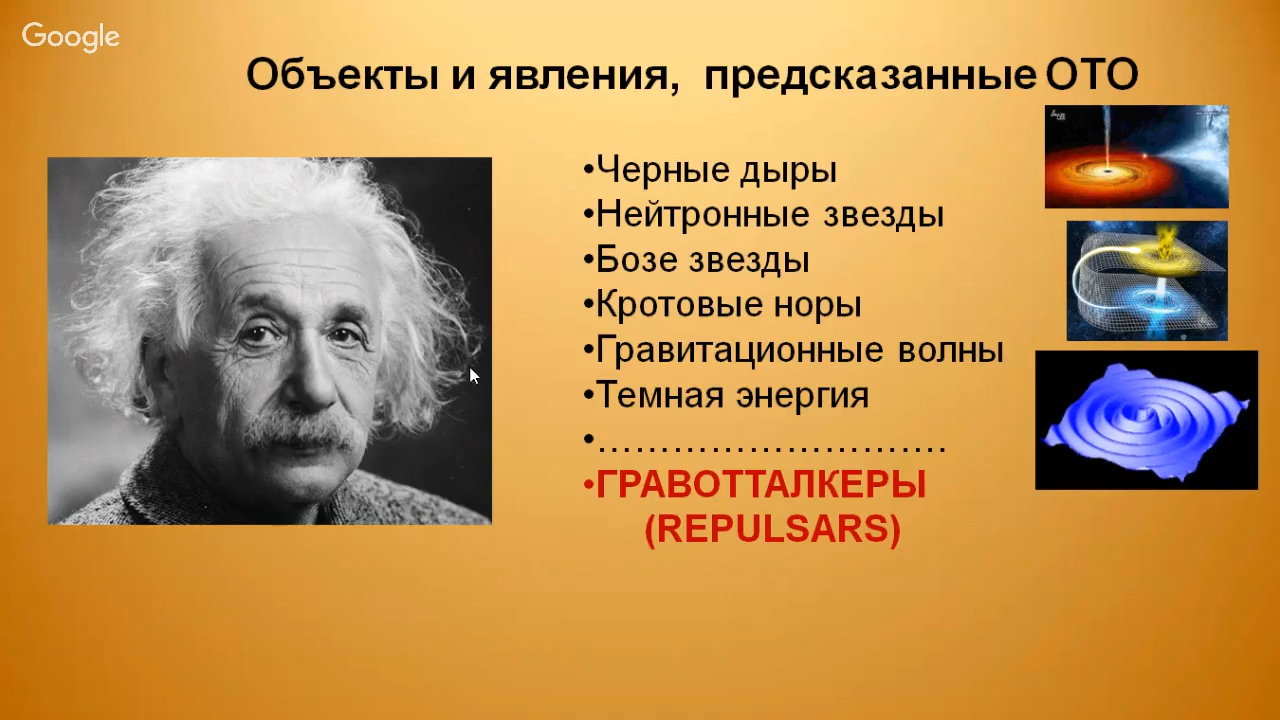 Google
Объекты и явления, предсказанные ОТО
•Черные дыры
•Нейтронные звезды
•Бозе звезды
•Кротовые норы
•Гравитационные волны
•Темная энергия
•…………………………
•ГРАВОТТАЛКЕРЫ
(REPULSARS)